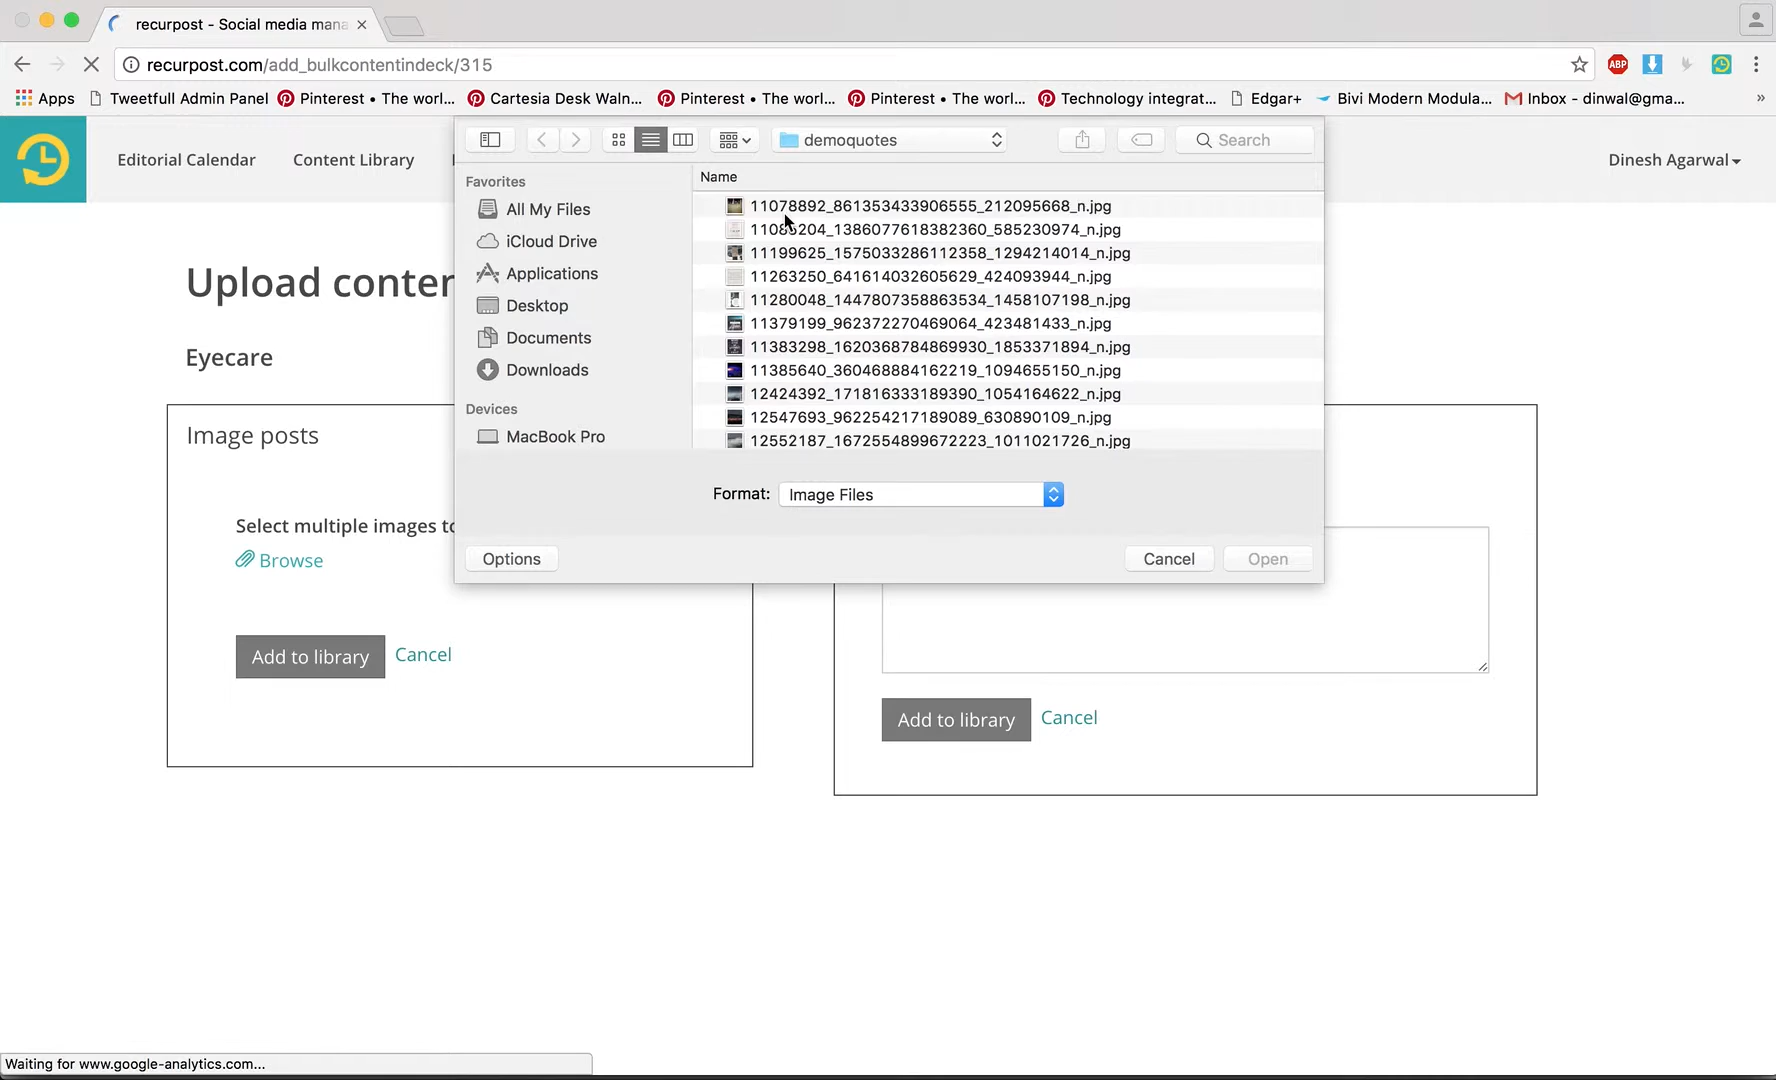 recurpost - Social media mana
recurpost.com/add_bulkcontentindeck/315
ABP
Apps
Tweetfull Admin Panel
Pinterest • The worl...
Cartesia Desk Waln...
Pinterest • The worl...
Pinterest • The worl...
Technology integrat...
Edgar+
Bivi Modern Modula...
Inbox - dinwal@gma...
»
Editorial Calendar
Content Library
Dinesh Agarwal
demoquotes
Search
Favorites
All My Files
iCloud Drive
Applications
Desktop
Documents
Downloads
Devices
MacBook Pro
Name
11078892_861353433906555_212095668_n.jpg
_1386077618382360_585230974_n.jpg
11199625_1575033286112358_1294214014_n.jpg
11263250_641614032605629_424093944_n.jpg
11280048_1447807358863534_1458107198_n.jpg
11379199_962372270469064_423481433_n.jpg
11383298_1620368784869930_1853371894_n.jpg
11385640_360468884162219_1094655150_n.jpg
12424392_171816333189390_1054164622_n.jpg
12547693_962254217189089_630890109_n.jpg
12552187_1672554899672223_1011021726_n.jpg
Format: Image Files
Options
Cancel
Open
Upload conter
Eyecare
Image posts
Select multiple images to
Browse
Add to library
Cancel
Add to library
Cancel
Waiting for www.google-analytics.com...